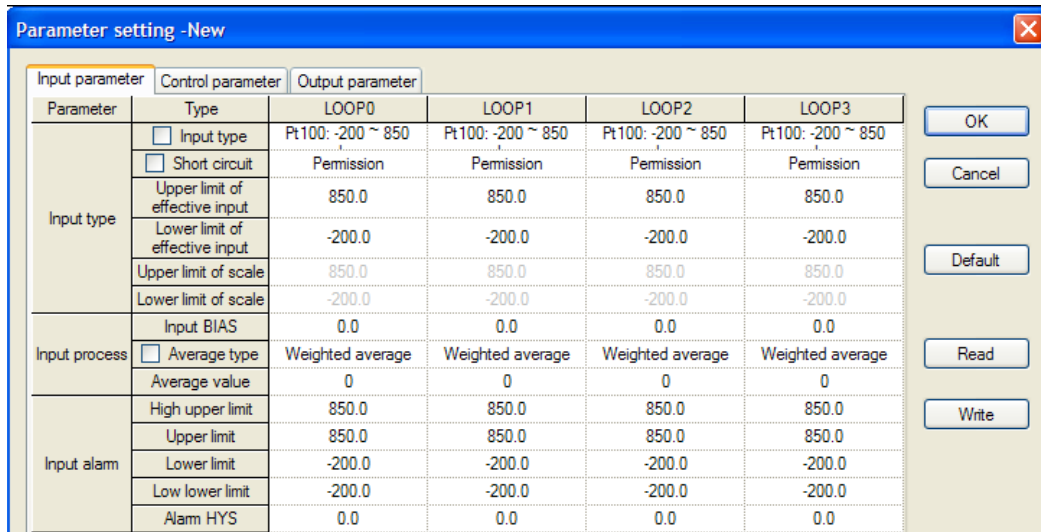 Parameter setting -New
Input parameter Control parameter Output parameter
Parameter Type LOOP0 LOOP1 LOOP2 LOOP3
Input type Pt100: -200 ~ 850 Pt100: -200 ~ 850 Pt100: -200 ~ 850 Pt100: -200 ~ 850
Short circuit Permission Permission Permission Permission
Input type
Upper limit of
effective input 850.0 850.0 850.0 850.0
Lower limit of
effective input -200.0 -200.0 -200.0 -200.0
Upper limit of scale 850.0 850.0 850.0 850.0
Lower limit of scale -200.0 -200.0 -200.0 -200.0
Input process
Input BIAS 0.0 0.0 0.0 0.0
Average type Weighted average Weighted average Weighted average Weighted average
Average value 0 0 0 0
Input alarm
High upper limit 850.0 850.0 850.0 850.0
Upper limit 850.0 850.0 850.0 850.0
Lower limit -200.0 -200.0 -200.0 -200.0
Low lower limit -200.0 -200.0 -200.0 -200.0
Alarm HYS 0.0 0.0 0.0 0.0
OK
Cancel
Default
Read
Write